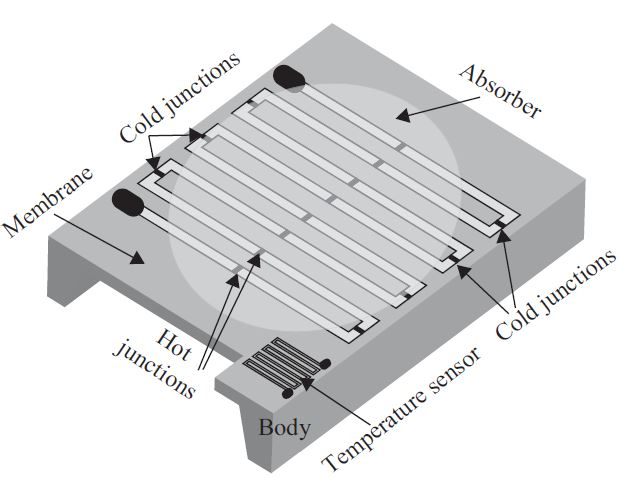 Cold junctions
Absorber
Membrane
Hot
junctions
Cold junctions
Temperature sensor
Body